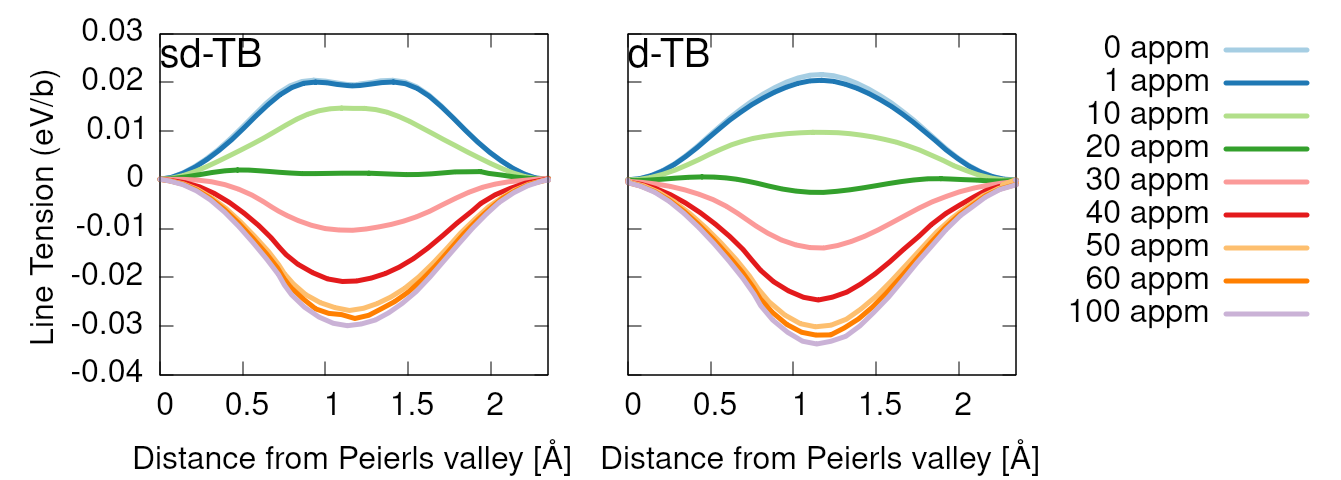 Line Tension (eV/b)
0.03
0.02
0.01
0
-0.01
-0.02
-0.03
-0.04
sd-TB
0 0.5 1 1.5 2
Distance from Peierls valley [Å]
d-TB
0 0.5 1 1.5 2
Distance from Peierls valley [Å]
0 appm
1 appm
10 appm
20 appm
30 appm
40 appm
50 appm
60 appm
100 appm